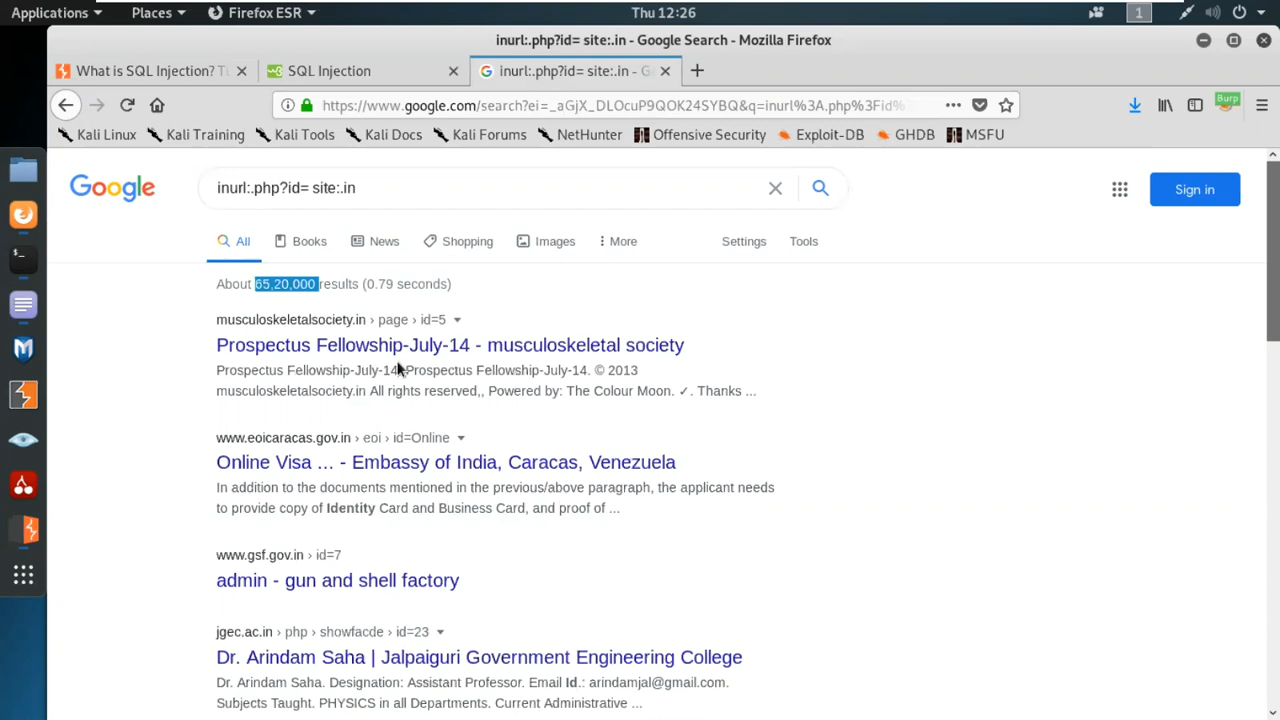 Applications Places Firefox ESR Thu 12:26 1
inurl:.php?id= site:.in - Google Search - Mozilla Firefox
What is SQL Injection? Tu SQL Injection inurl:.php?id= site:.in - G
https://www.google.com/search?ei=_aGjX_DLOcuP9QOK24SYBQ&q=inurl%3A.php%3Fid% Burp
Kali Linux Kali Training Kali Tools Kali Docs Kali Forums NetHunter Offensive Security Exploit-DB GHDB MSFU
Google inurl:.php?id= site:.in Sign in
All Books News Shopping Images More Settings Tools
About 65,20,000 results (0.79 seconds)
musculoskeletalsociety.in › page › id=5
Prospectus Fellowship-July-14 - musculoskeletal society
Prospectus Fellowship-July-14. Prospectus Fellowship-July-14. © 2013
musculoskeletalsociety.in All rights reserved,, Powered by: The Colour Moon. ✓. Thanks ...
www.eoicaracas.gov.in › eoi › id=Online
Online Visa ... - Embassy of India, Caracas, Venezuela
In addition to the documents mentioned in the previous/above paragraph, the applicant needs
to provide copy of Identity Card and Business Card, and proof of ...
www.gsf.gov.in › id=7
admin - gun and shell factory
jgec.ac.in › php › showfacde › id=23
Dr. Arindam Saha | Jalpaiguri Government Engineering College
Dr. Arindam Saha. Designation: Assistant Professor. Email Id.: arindamjal@gmail.com.
Subjects Taught. PHYSICS in all Departments. Current Administrative ...